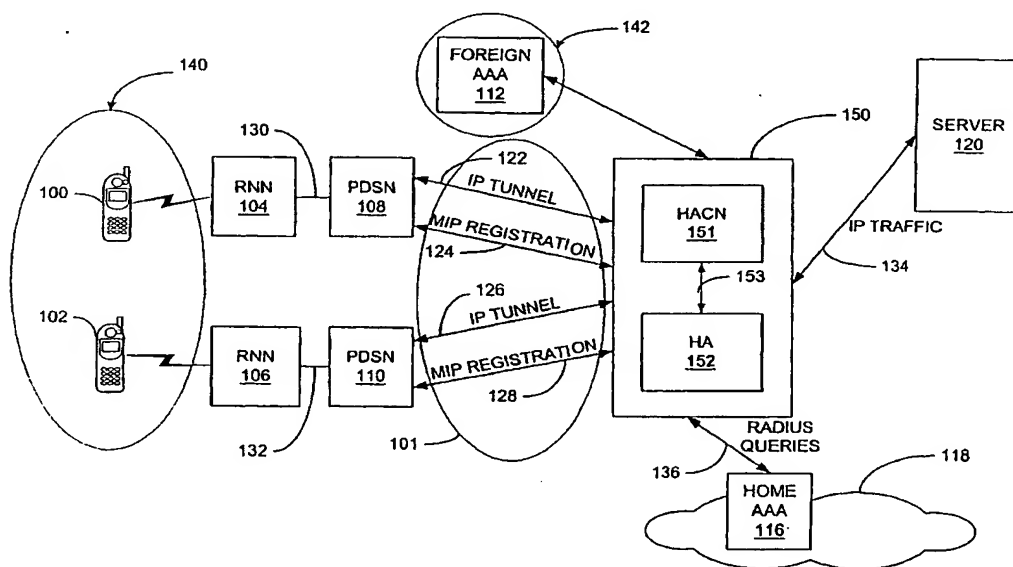 142
FOREIGN
AAA
112
140
150
SERVER
120
130
122
100
RNN
104
PDSN
108
IP TUNNEL
MIP REGISTRATION
124
HACN
151
IP TRAFFIC
134
153
126
102
IP TUNNEL
RNN
106
PDSN
110
MIP REGISTRATION
128
HA
152
132
101
RADIUS
QUERIES
136
118
HOME
AAA
116